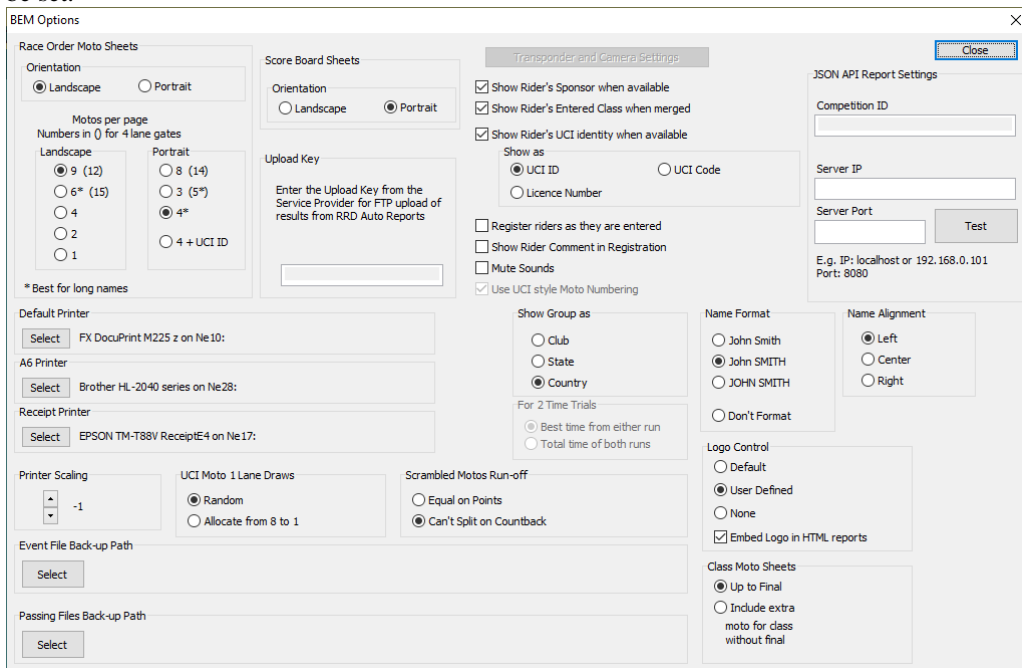 BEM Options
Race Order Moto Sheets
Orientation
Landscape
Portrait
Motos per page
Numbers in () for 4 lane gates
Landscape
9 (12)
6* (15)
4
2
1
Portrait
8 (14)
3 (5*)
4*
4 + UCI ID
* Best for long names
Score Board Sheets
Orientation
Landscape
Portrait
Upload Key
Enter the Upload Key from the
Service Provider for FTP upload of
results from RRD Auto Reports
Transponder and Camera Settings
Show Rider's Sponsor when available
Show Rider's Entered Class when merged
Show Rider's UCI identity when available
Show as
UCI ID
UCI Code
Licence Number
Register riders as they are entered
Show Rider Comment in Registration
Mute Sounds
Use UCI style Moto Numbering
Close
JSON API Report Settings
Competition ID
Server IP
Server Port
Test
E.g. IP: localhost or 192.168.0.101
Port: 8080
Default Printer
Select
FX DocuPrint M225 z on Ne10:
A6 Printer
Select
Brother HL-2040 series on Ne28:
Receipt Printer
Select
EPSON TM-T88V ReceiptE4 on Ne17:
Show Group as
Club
State
Country
For 2 Time Trials
Best time from either run
Total time of both runs
Name Format
John Smith
John SMITH
JOHN SMITH
Don't Format
Name Alignment
Left
Center
Right
Printer Scaling
-1
UCI Moto 1 Lane Draws
Random
Allocate from 8 to 1
Scrambled Motos Run-off
Equal on Points
Can't Split on Countback
Logo Control
Default
User Defined
None
Embed Logo in HTML reports
Event File Back-up Path
Select
Passing Files Back-up Path
Select
Class Moto Sheets
Up to Final
Include extra
moto for class
without final